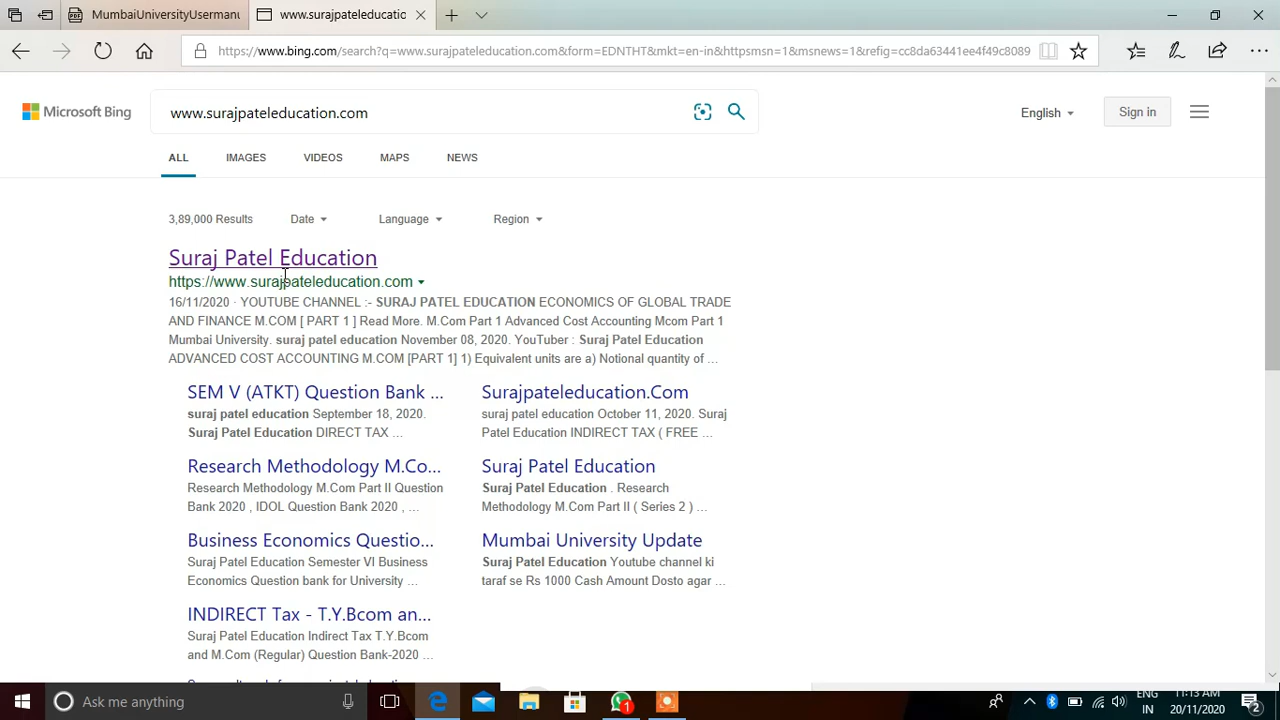 MumbaiUniversityUsermanu
www.surajpateleducatio
https://www.bing.com/search?q=www.surajpateleducation.com&form=EDNTHT&mkt=en-in&httpsmsn=1&msnews=1&refig=cc8da63441ee4f49c8089
Microsoft Bing
www.surajpateleducation.com
English
Sign in
ALL IMAGES VIDEOS MAPS NEWS
3,89,000 Results Date Language Region
Suraj Patel Education
https://www.surajpateleducation.com
16/11/2020 · YOUTUBE CHANNEL :- SURAJ PATEL EDUCATION ECONOMICS OF GLOBAL TRADE
AND FINANCE M.COM [ PART 1 ] Read More. M.Com Part 1 Advanced Cost Accounting Mcom Part 1
Mumbai University. suraj patel education November 08, 2020. YouTuber : Suraj Patel Education
ADVANCED COST ACCOUNTING M.COM [PART 1] 1) Equivalent units are a) Notional quantity of ...
SEM V (ATKT) Question Bank ...
suraj patel education September 18, 2020.
Suraj Patel Education DIRECT TAX ...
Surajpateleducation.Com
suraj patel education October 11, 2020. Suraj
Patel Education INDIRECT TAX ( FREE ...
Research Methodology M.Co...
Research Methodology M.Com Part II Question
Bank 2020 , IDOL Question Bank 2020 , ...
Suraj Patel Education
Suraj Patel Education . Research
Methodology M.Com Part II ( Series 2 ) ...
Business Economics Questio...
Suraj Patel Education Semester VI Business
Economics Question bank for University ...
Mumbai University Update
Suraj Patel Education Youtube channel ki
taraf se Rs 1000 Cash Amount Dosto agar ...
INDIRECT Tax - T.Y.Bcom an...
Suraj Patel Education Indirect Tax T.Y.Bcom
and M.Com (Regular) Question Bank-2020 ...
Ask me anything
1
ENG
IN
11:13 AM
20/11/2020
2